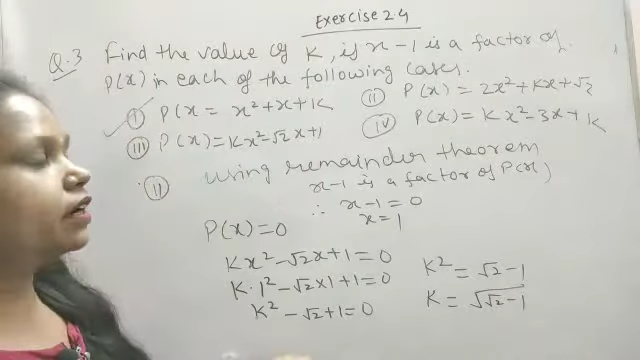 Exercise 2.4
Q.3 Find the value of K, if x-1 is a factor of
P(x) in each of the following cases.
(i) P(x = x²+x+K
(ii) P(x) = 2x²+Kx+√2
(iii) P(x)=Kx²-√2x+1
(iv) P(x)=Kx²-3x+K
(ii) using remainder theorem
x-1 is a factor of P(x)
∴ x-1=0
x=1
P(x)=0
Kx²-√2x+1=0
K·1²-√2×1+1=0
K²-√2+1=0
K²=√2-1
K=√√2-1